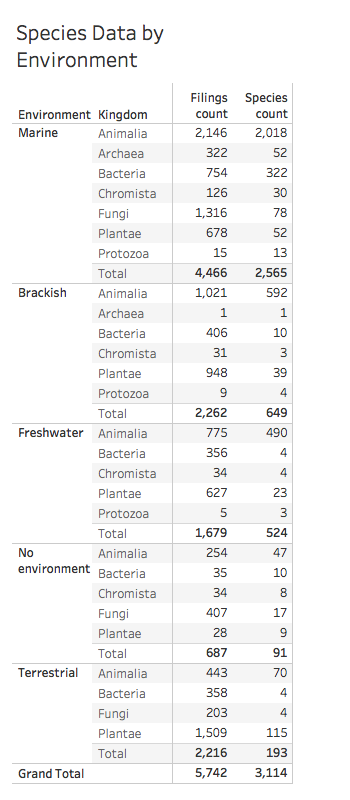 Species Data by
Environment
Filings Species
Environment Kingdom count count
Marine Animalia 2,146 2,018
Archaea 322 52
Bacteria 754 322
Chromista 126 30
Fungi 1,316 78
Plantae 678 52
Protozoa 15 13
Total 4,466 2,565
Brackish Animalia 1,021 592
Archaea 1 1
Bacteria 406 10
Chromista 31 3
Plantae 948 39
Protozoa 9 4
Total 2,262 649
Freshwater Animalia 775 490
Bacteria 356 4
Chromista 34 4
Plantae 627 23
Protozoa 5 3
Total 1,679 524
No Animalia 254 47
environment Bacteria 35 10
Chromista 34 8
Fungi 407 17
Plantae 28 9
Total 687 91
Terrestrial Animalia 443 70
Bacteria 358 4
Fungi 203 4
Plantae 1,509 115
Total 2,216 193
Grand Total 5,742 3,114